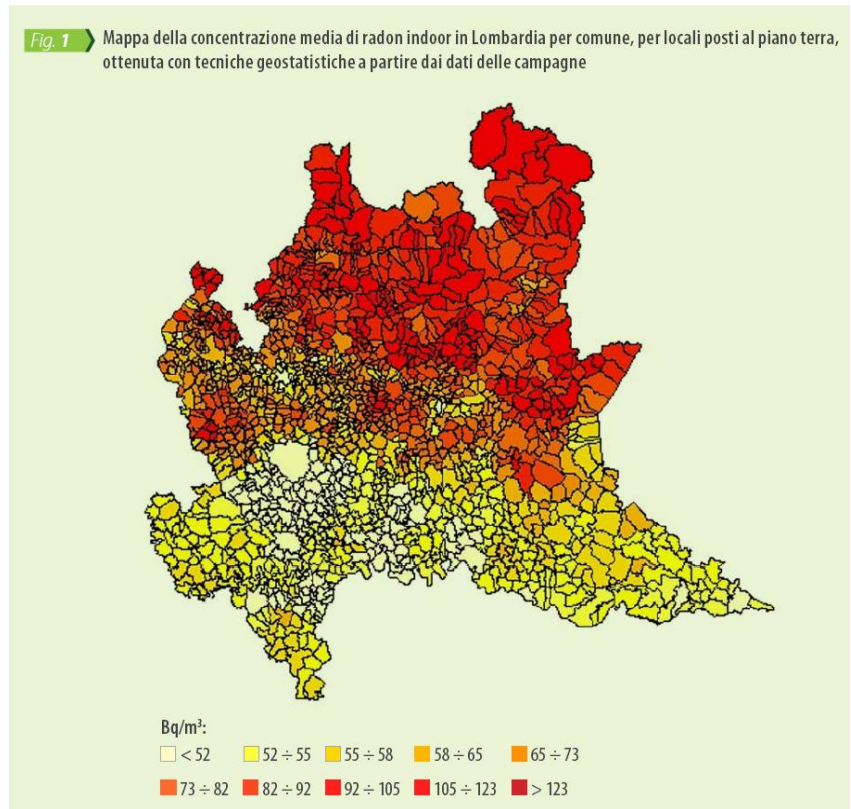 Fig. 1 Mappa della concentrazione media di radon indoor in Lombardia per comune, per locali posti al piano terra,
ottenuta con tecniche geostatistiche a partire dai dati delle campagne
Bq/m³:
< 52 52 ÷ 55 55 ÷ 58 58 ÷ 65 65 ÷ 73
73 ÷ 82 82 ÷ 92 92 ÷ 105 105 ÷ 123 > 123